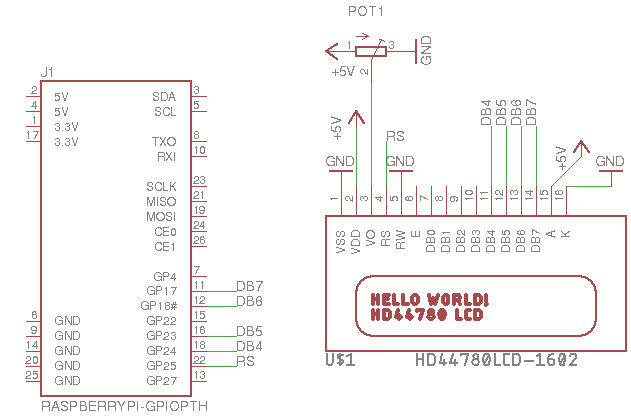 POT1
1
3
GND
+5V
2
J1
2
5V
SDA
3
4
5V
SCL
5
1
3.3V
17
3.3V
TXO
8
RXI
10
SCLK
23
MISO
21
MOSI
19
CE0
24
CE1
26
GP4
7
GP17
11
DB7
GP18#
12
DB6
6
GND
GP22
15
9
GND
GP23
16
DB5
14
GND
GP24
18
DB4
20
GND
GP25
22
RS
25
GND
GP27
13
RASPBERRYPI-GPIOPTH
+5V
RS
DB4
DB5
DB6
DB7
+5V
GND
GND
GND
1
2
3
4
5
6
7
8
9
10
11
12
13
14
15
16
VSS
VDD
VO
RS
RW
E
DB0
DB1
DB2
DB3
DB4
DB5
DB6
DB7
A
K
HELLO WORLD!
HD44780 LCD
U$1
HD44780LCD-1602